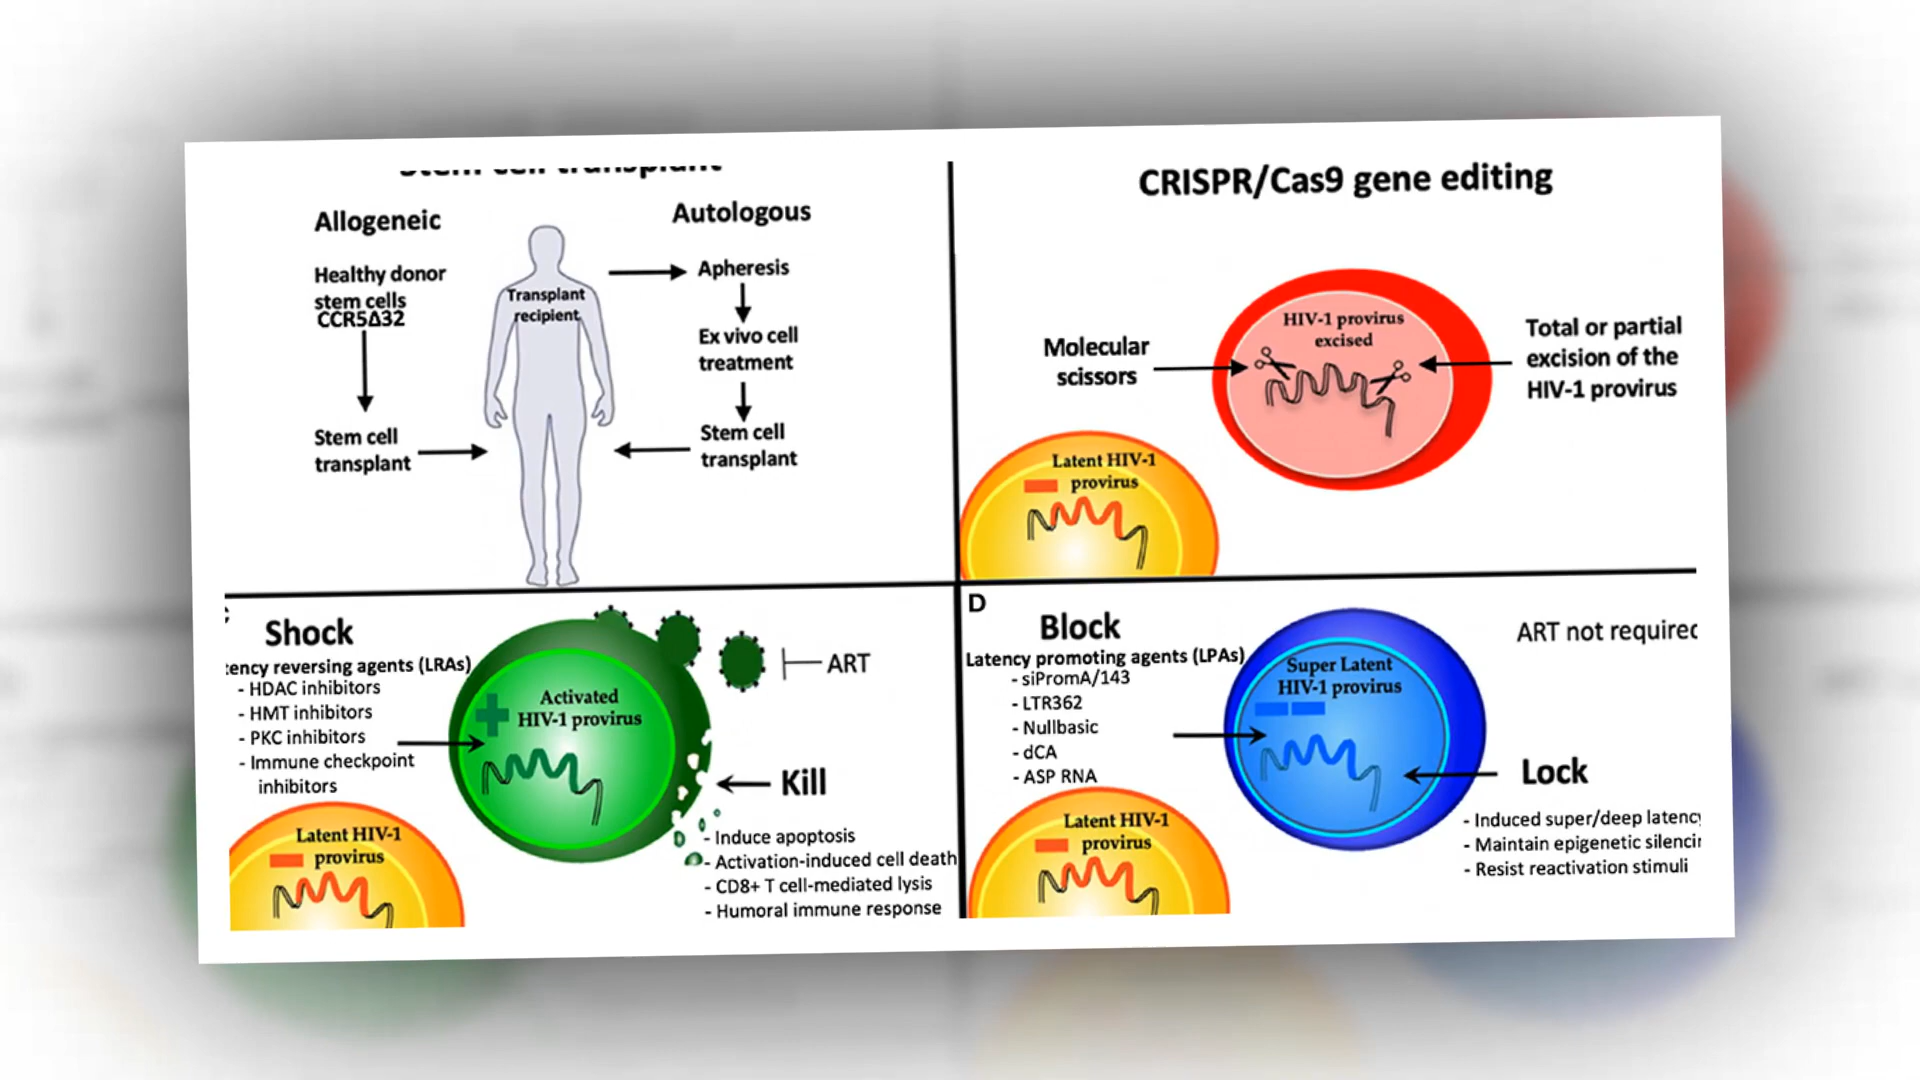 Stem cell transplant
Allogeneic
Healthy donor
stem cells
CCR5Δ32
Stem cell
transplant
Transplant
recipient
Autologous
Apheresis
Ex vivo cell
treatment
Stem cell
transplant
CRISPR/Cas9 gene editing
Molecular
scissors
HIV-1 provirus
excised
Total or partial
excision of the
HIV-1 provirus
Latent HIV-1
provirus
Shock
tency reversing agents (LRAs)
- HDAC inhibitors
- HMT inhibitors
- PKC inhibitors
- Immune checkpoint
inhibitors
Activated
HIV-1 provirus
ART
Kill
- Induce apoptosis
- Activation-induced cell death
- CD8+ T cell-mediated lysis
- Humoral immune response
Latent HIV-1
provirus
D
Block
Latency promoting agents (LPAs)
- siPromA/143
- LTR362
- Nullbasic
- dCA
- ASP RNA
Super Latent
HIV-1 provirus
ART not required
Lock
- Induced super/deep latency
- Maintain epigenetic silencin
- Resist reactivation stimuli
Latent HIV-1
provirus